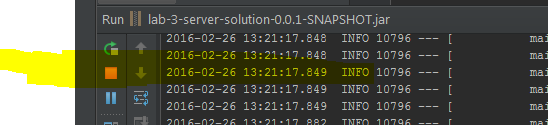 Run lab-3-server-solution-0.0.1-SNAPSHOT.jar
2016-02-26 13:21:17.848 INFO 10796 --- [ mai
2016-02-26 13:21:17.848 INFO 10796 --- [ mai
2016-02-26 13:21:17.849 INFO 10796 --- [ mai
2016-02-26 13:21:17.849 INFO 10796 --- [ mai
2016-02-26 13:21:17.849 INFO 10796 --- [ mai
2016-02-26 13:21:17.882 INFO 10796 --- [ mai